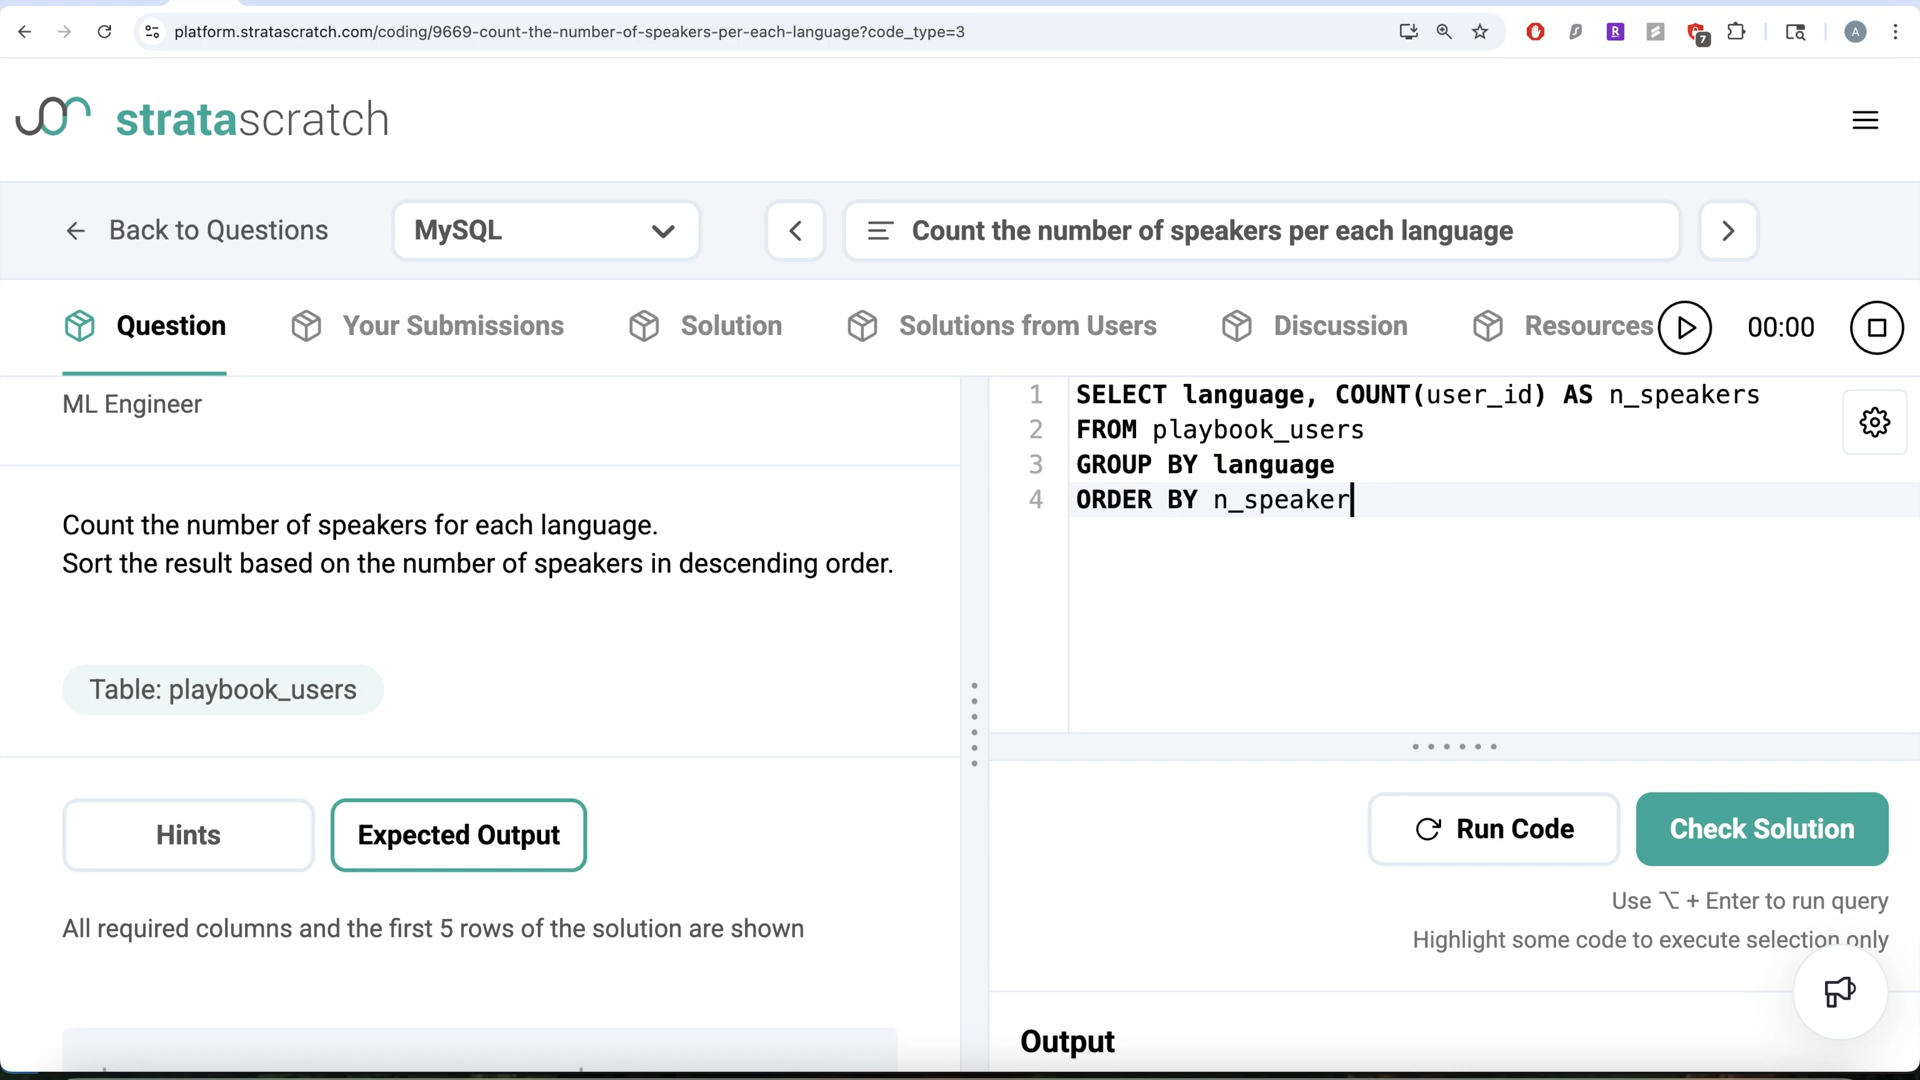 platform.stratascratch.com/coding/9669-count-the-number-of-speakers-per-each-language?code_type=3
R
7
A
stratascratch
Back to Questions
MySQL
Count the number of speakers per each language
Question
Your Submissions
Solution
Solutions from Users
Discussion
Resources
00:00
ML Engineer
Count the number of speakers for each language.
Sort the result based on the number of speakers in descending order.
Table: playbook_users
Hints
Expected Output
All required columns and the first 5 rows of the solution are shown
1 SELECT language, COUNT(user_id) AS n_speakers
2 FROM playbook_users
3 GROUP BY language
4 ORDER BY n_speaker
Run Code
Check Solution
Use ⌥ + Enter to run query
Highlight some code to execute selection only
Output